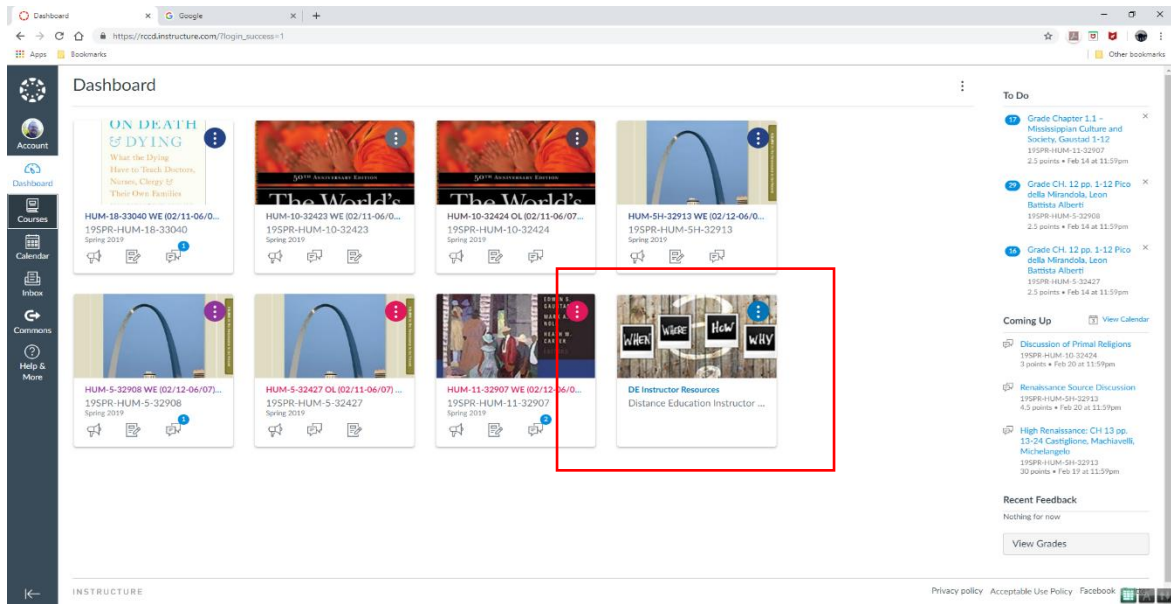 Dashboard
Google
https://rccd.instructure.com/?login_success=1
Apps
Bookmarks
Other bookmarks
Account
Dashboard
Courses
Calendar
Inbox
Commons
Help &
More
Dashboard
ON DEATH
& DYING
What the Dying
Have to Teach Doctors,
Nurses, Clergy &
Their Own Families
HUM-18-33040 WE (02/11-06/0...
19SPR-HUM-18-33040
Spring 2019
1
50TH ANNIVERSARY EDITION
The World's
HUM-10-32423 WE (02/11-06/0...
19SPR-HUM-10-32423
Spring 2019
50TH ANNIVERSARY EDITION
The World's
HUM-10-32424 OL (02/11-06/07...
19SPR-HUM-10-32424
Spring 2019
HUM-5H-32913 WE (02/12-06/0...
19SPR-HUM-5H-32913
Spring 2019
HUM-5-32908 WE (02/12-06/07) ...
19SPR-HUM-5-32908
Spring 2019
1
HUM-5-32427 OL (02/11-06/07) ...
19SPR-HUM-5-32427
Spring 2019
EDWIN S.
HUM-11-32907 WE (02/12-06/0...
19SPR-HUM-11-32907
Spring 2019
2
WHEN WHERE HOW WHY
DE Instructor Resources
Distance Education Instructor ...
To Do
17 Grade Chapter 1.1 –
Mississippian Culture and
Society, Gaustad 1-12
19SPR-HUM-11-32907
2.5 points • Feb 14 at 11:59pm
29 Grade CH. 12 pp. 1-12 Pico
della Mirandola, Leon
Battista Alberti
19SPR-HUM-5-32908
2.5 points • Feb 14 at 11:59pm
16 Grade CH. 12 pp. 1-12 Pico
della Mirandola, Leon
Battista Alberti
19SPR-HUM-5-32427
2.5 points • Feb 14 at 11:59pm
Coming Up
View Calendar
Discussion of Primal Religions
19SPR-HUM-10-32424
3 points • Feb 20 at 11:59pm
Renaissance Source Discussion
19SPR-HUM-5H-32913
4.5 points • Feb 20 at 11:59pm
High Renaissance: CH 13 pp.
13-24 Castiglione, Machiavelli,
Michelangelo
19SPR-HUM-5H-32913
30 points • Feb 19 at 11:59pm
Recent Feedback
Nothing for now
View Grades
INSTRUCTURE
Privacy policy Acceptable Use Policy Facebook